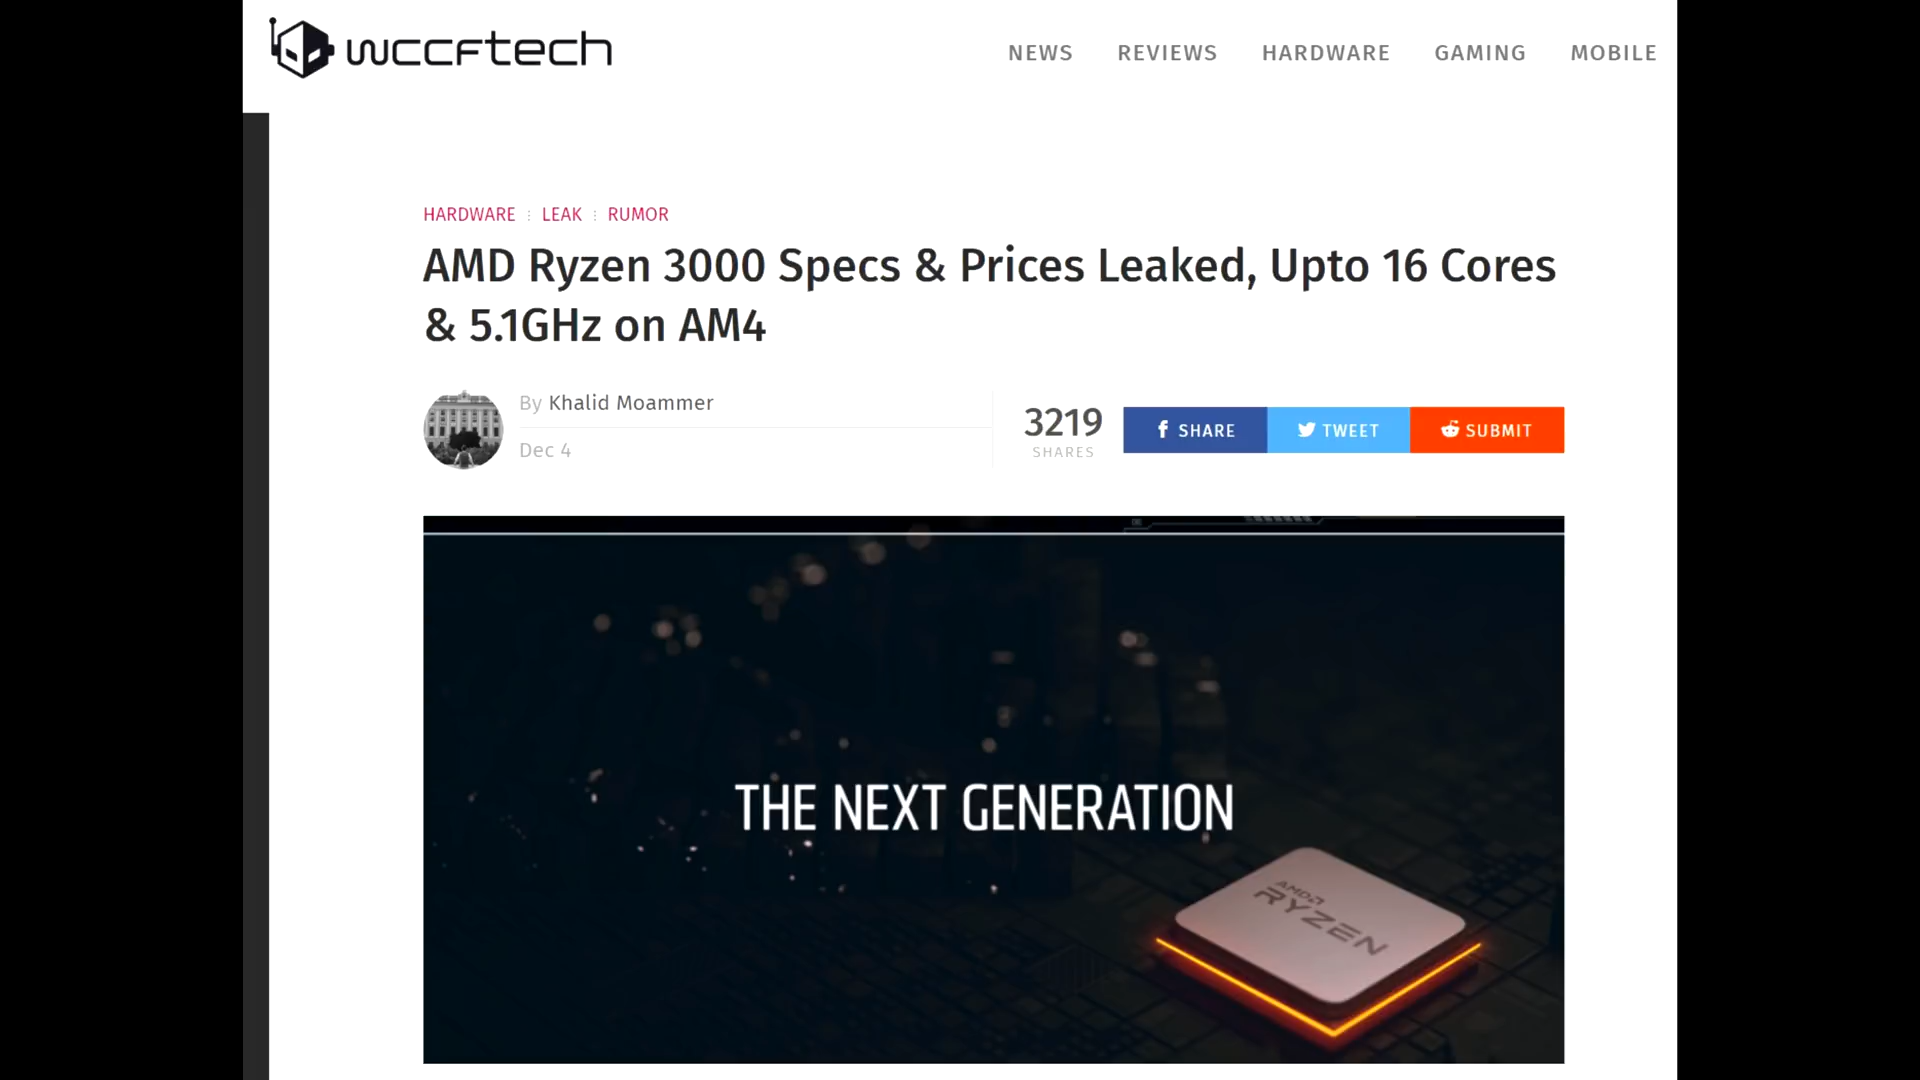 wccftech
NEWS REVIEWS HARDWARE GAMING MOBILE
HARDWARE LEAK RUMOR
AMD Ryzen 3000 Specs & Prices Leaked, Upto 16 Cores
& 5.1GHz on AM4
By Khalid Moammer
Dec 4
3219
SHARES
SHARE
TWEET
SUBMIT
THE NEXT GENERATION
AMD
RYZEN